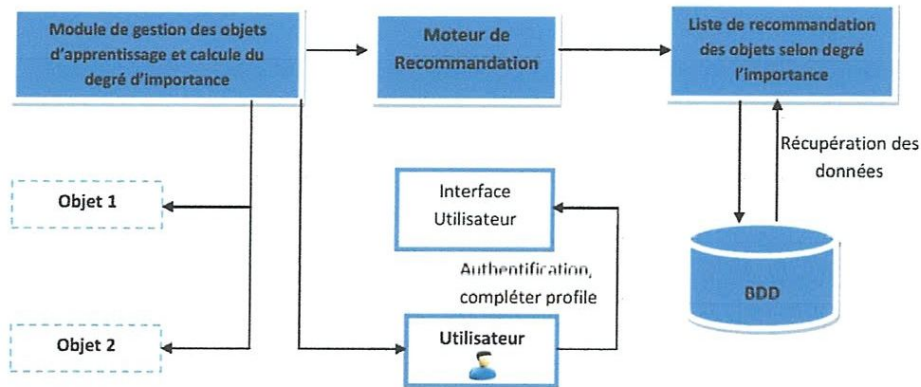 Module de gestion des objets
d'apprentissage et calcule du
degré d'importance
Moteur de
Recommandation
Liste de recommandation
des objets selon degré
l'importance
Récupération des
données
Objet 1
Interface
Utilisateur
Authentification,
compléter profile
BDD
Objet 2
Utilisateur